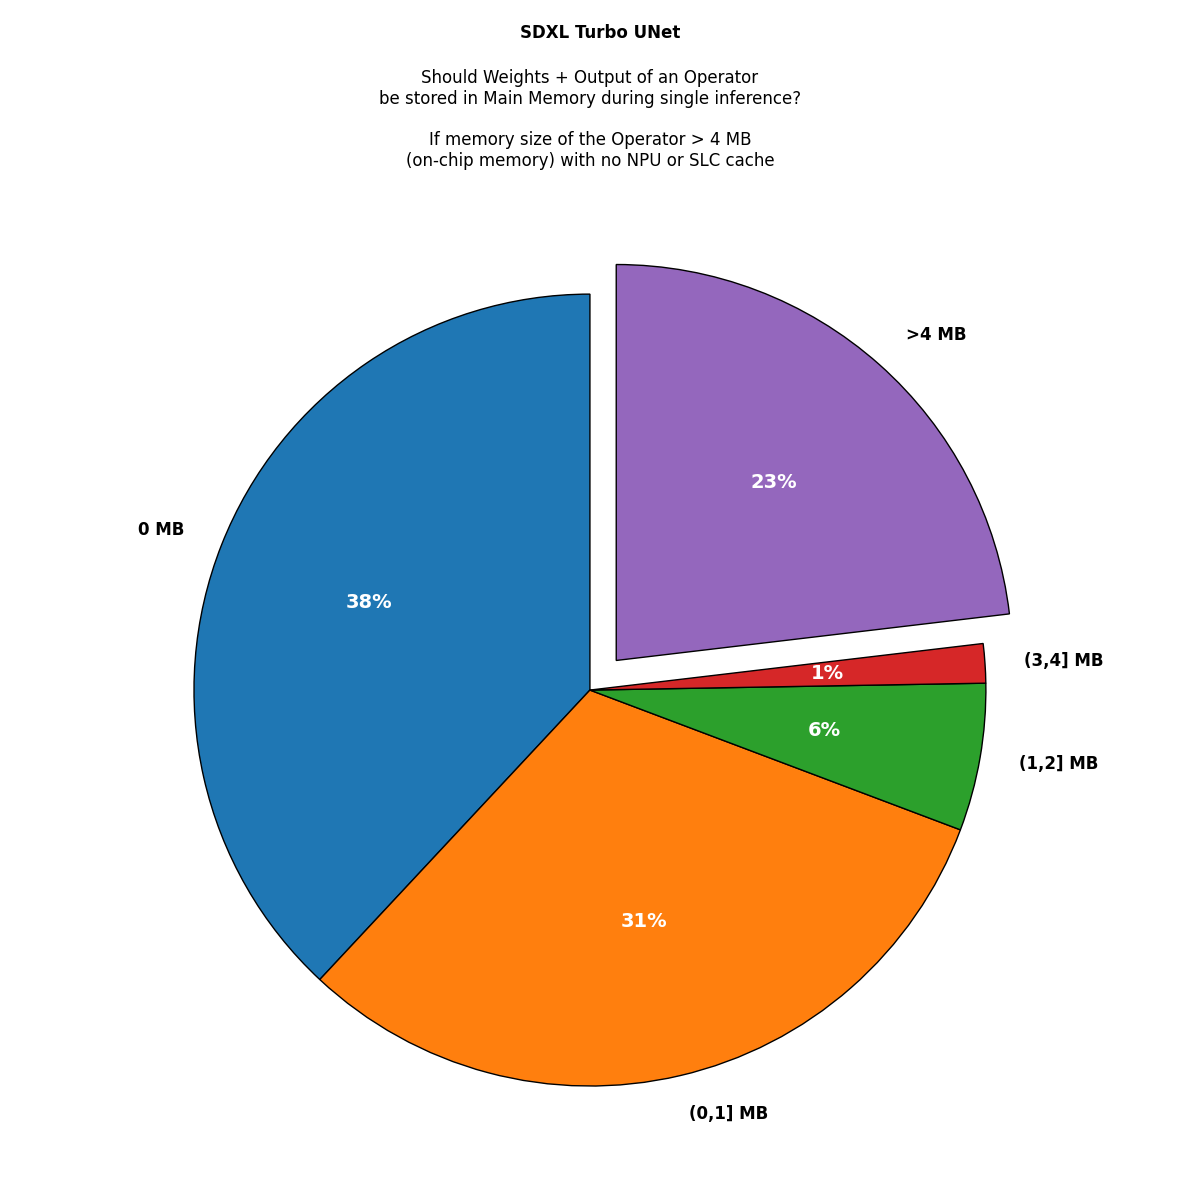 SDXL Turbo UNet
Should Weights + Output of an Operator
be stored in Main Memory during single inference?
If memory size of the Operator > 4 MB
(on-chip memory) with no NPU or SLC cache
>4 MB
23%
0 MB
38%
(3,4] MB
1%
6%
(1,2] MB
31%
(0,1] MB